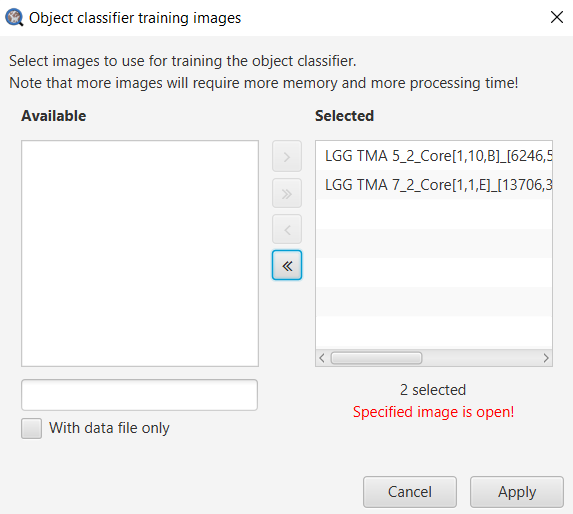 Object classifier training images
Select images to use for training the object classifier.
Note that more images will require more memory and more processing time!
Available
Selected
LGG TMA 5_2_Core[1,10,B]_[6246,5
LGG TMA 7_2_Core[1,1,E]_[13706,3
2 selected
Specified image is open!
With data file only
Cancel
Apply